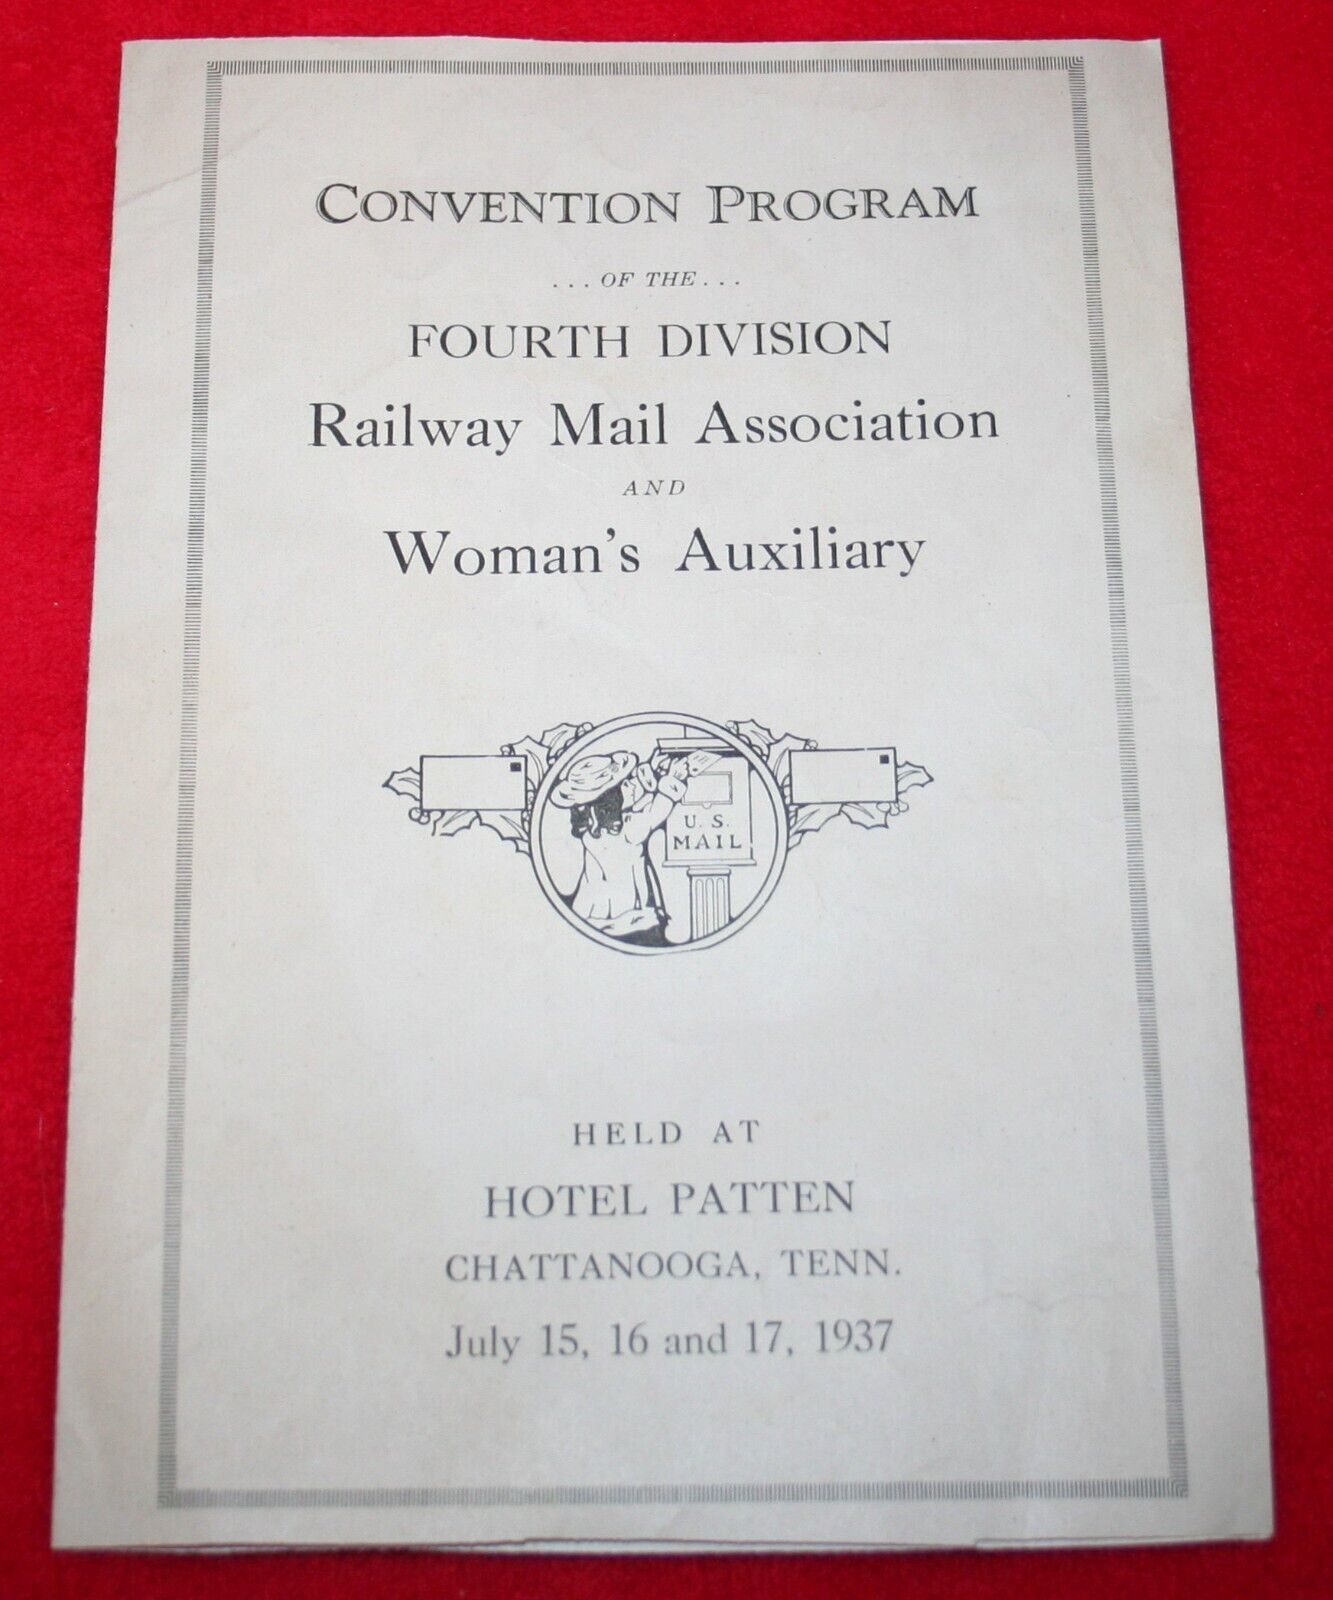 CONVENTION PROGRAM
...OF THE...
FOURTH DIVISION
Railway Mail Association
AND
Woman's Auxiliary
U. S.
MAIL
HELD AT
HOTEL PATTEN
CHATTANOOGA, TENN.
July 15, 16 and 17, 1937